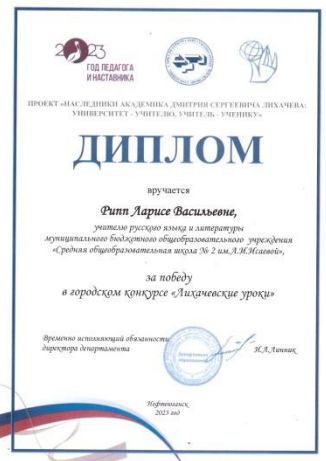 2023
ГОД ПЕДАГОГА
И НАСТАВНИКА
ПРОЕКТ «НАСЛЕДНИКИ АКАДЕМИКА ДМИТРИЯ СЕРГЕЕВИЧА ЛИХАЧЕВА:
УНИВЕРСИТЕТ - УЧИТЕЛЮ, УЧИТЕЛЬ - УЧЕНИКУ»
ДИПЛОМ
вручается
Рипп Ларисе Васильевне,
учителю русского языка и литературы
муниципального бюджетного общеобразовательного учреждения
«Средняя общеобразовательная школа № 2 им.А.И.Исаевой»,
за победу
в городском конкурсе «Лихачевские уроки»
Временно исполняющий обязанности
директора департамента
Н.А.Линник
Нефтеюганск
2023 год